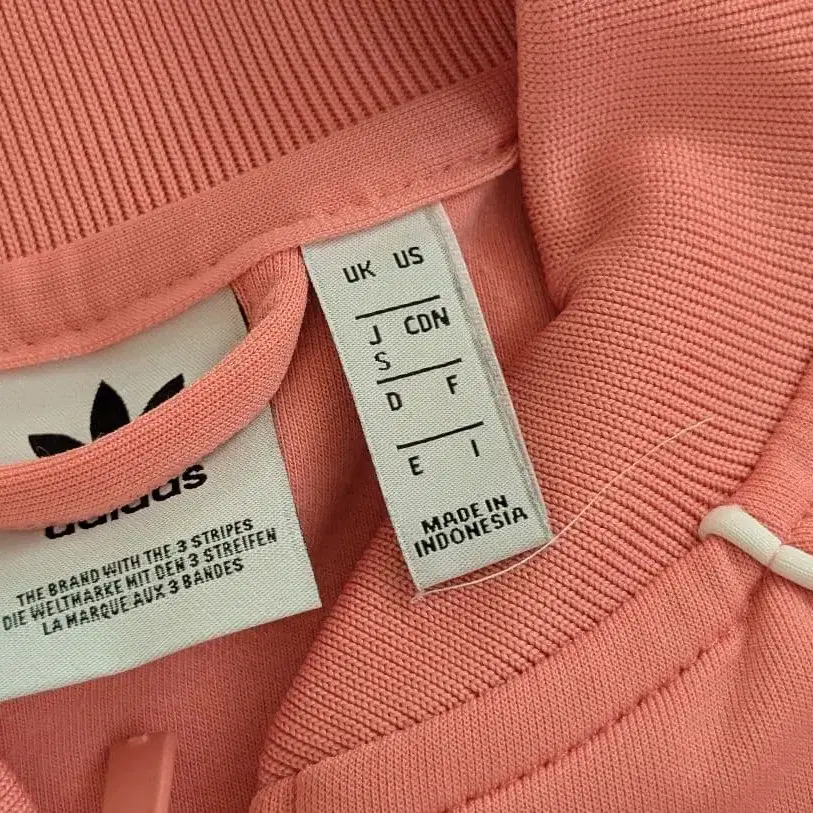 UK US
J CDN
S
D F
E I
MADE IN
INDONESIA
adidas
THE BRAND WITH THE 3 STRIPES
DIE WELTMARKE MIT DEN 3 STREIFEN
LA MARQUE AUX 3 BANDES